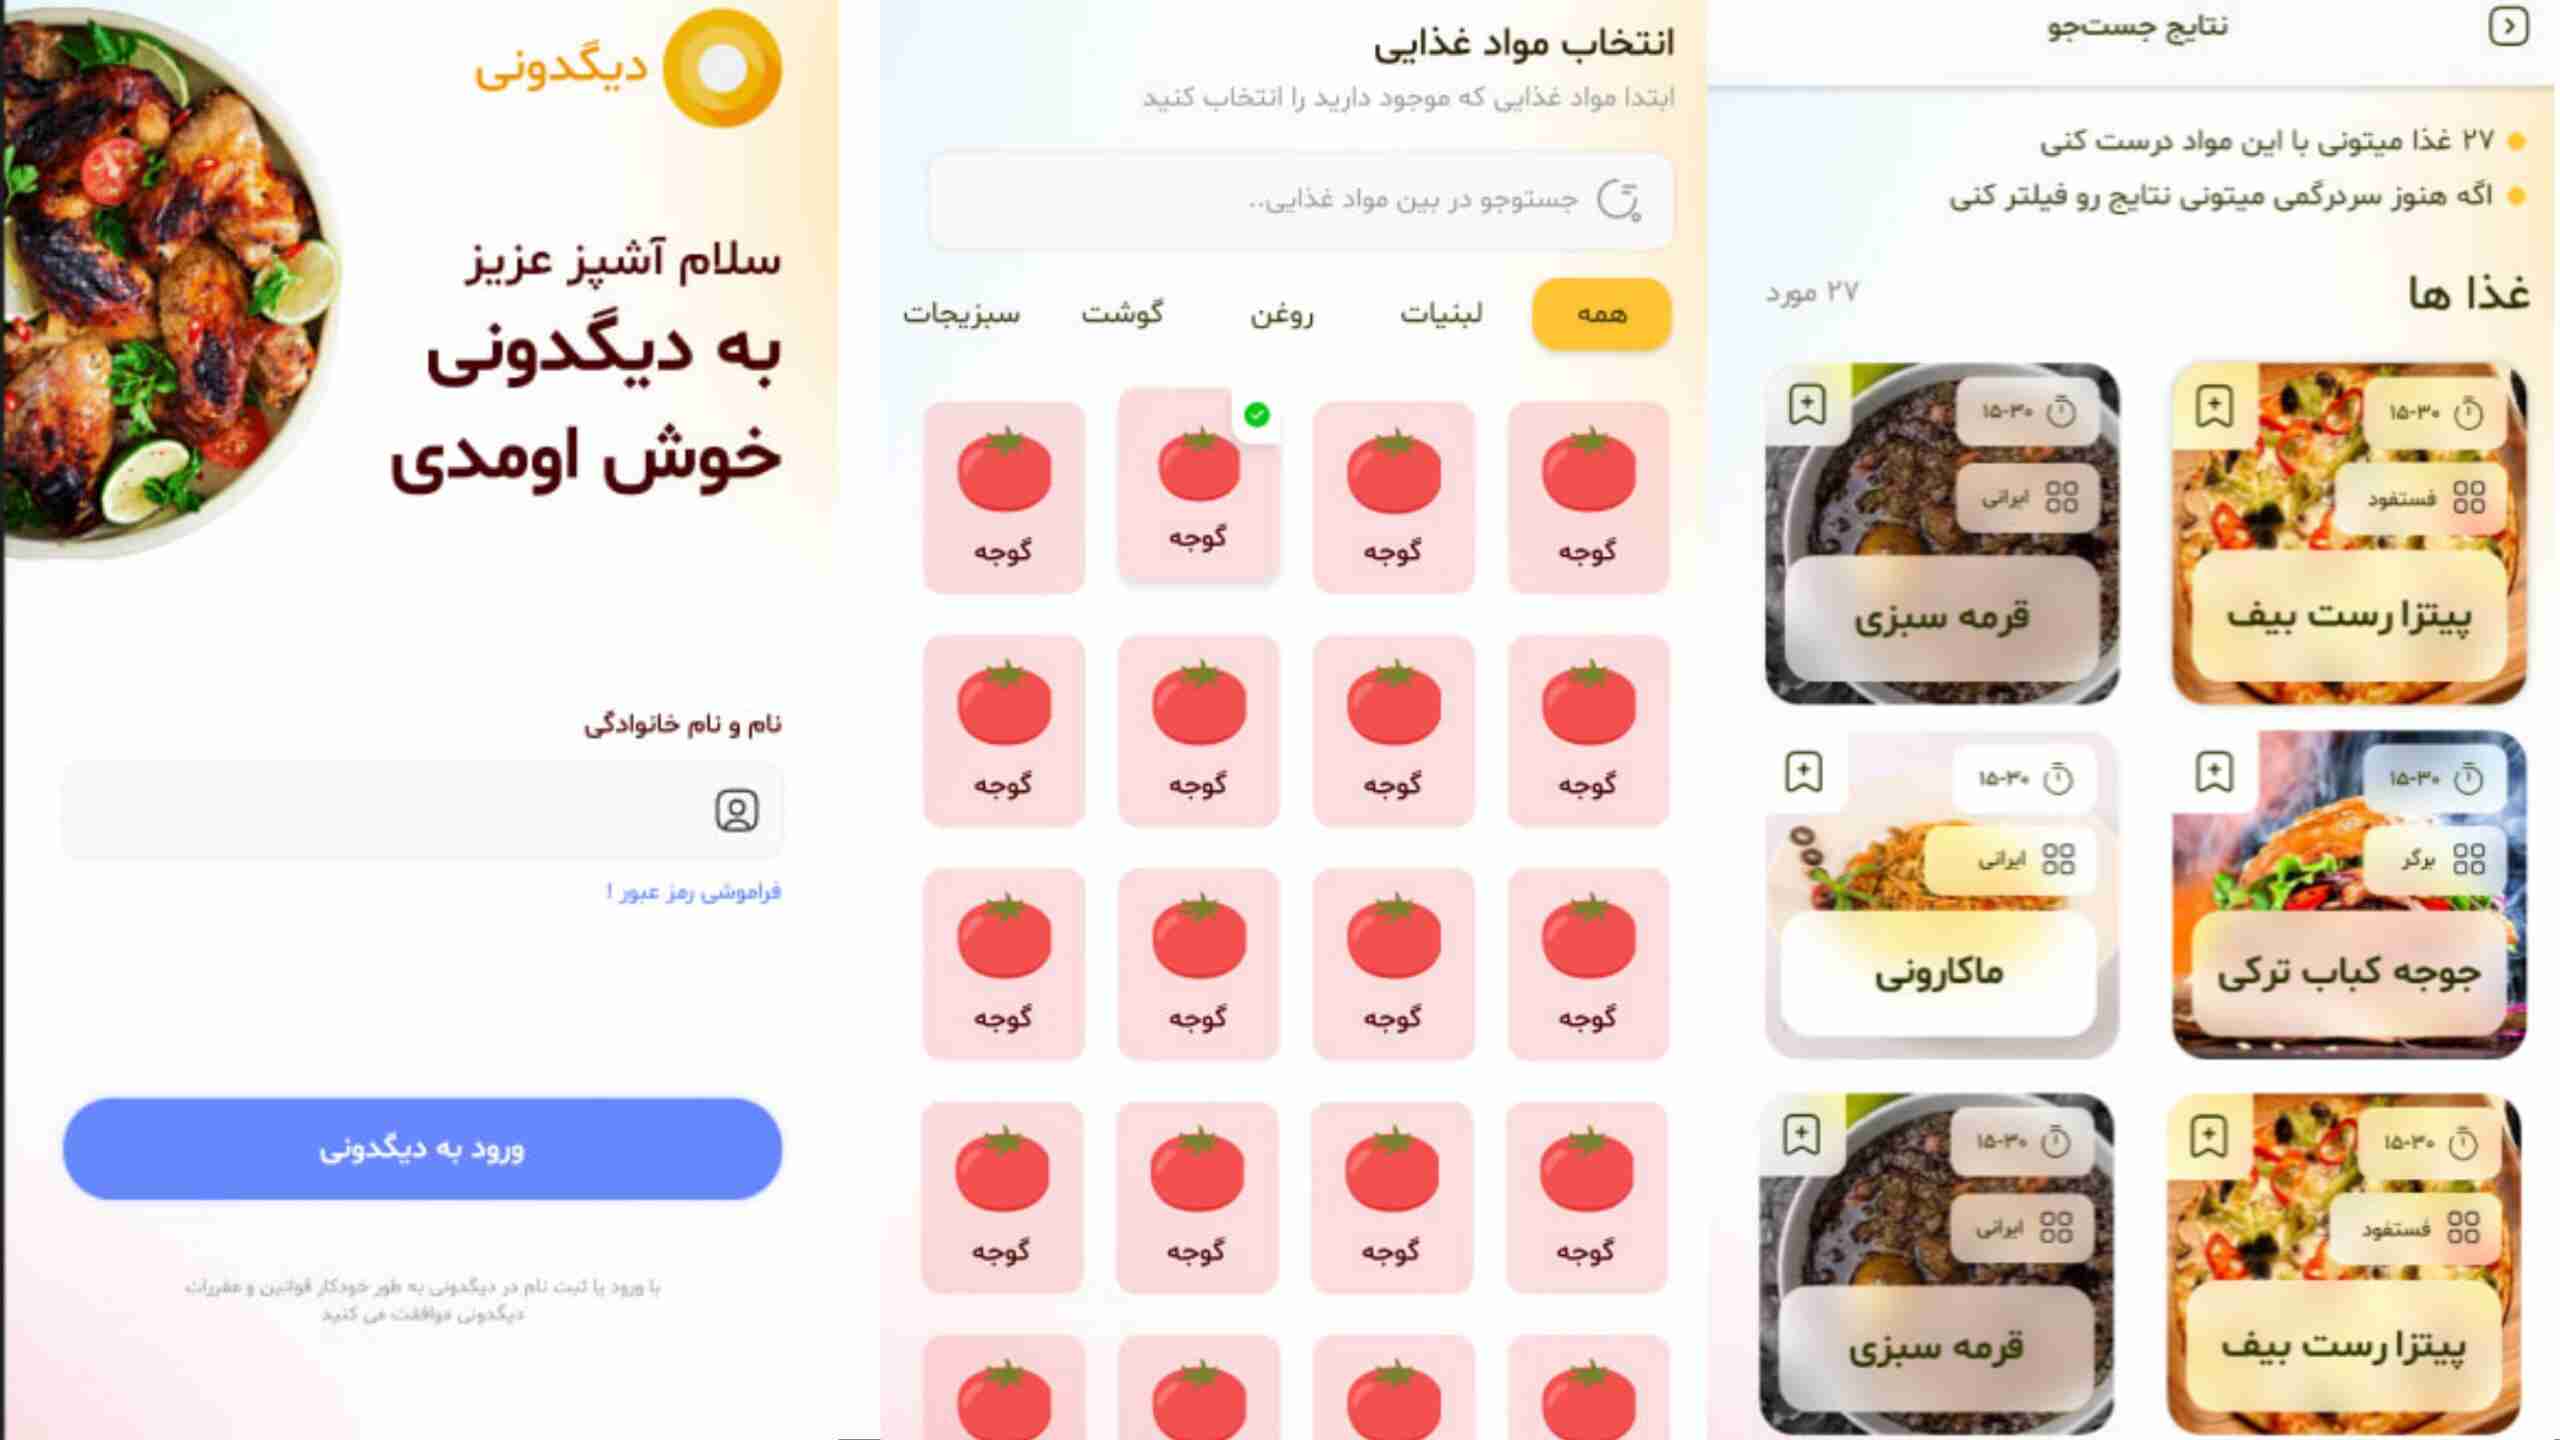 دیگدونی
سلام آشپز عزیز
به دیگدونی
خوش اومدی
نام و نام خانوادگی
فراموشی رمز عبور !
ورود به دیگدونی
با ورود یا ثبت نام در دیگدونی به طور خودکار قوانین و مقررات
دیگدونی موافقت می کنید
انتخاب مواد غذایی
ابتدا مواد غذایی که موجود دارید را انتخاب کنید
جستوجو در بین مواد غذایی..
همه لبنیات روغن گوشت سبزیجات
گوجه گوجه گوجه گوجه
گوجه گوجه گوجه گوجه
گوجه گوجه گوجه گوجه
گوجه گوجه گوجه گوجه
نتایج جست‌جو
۲۷ غذا میتونی با این مواد درست کنی
اگه هنوز سردرگمی میتونی نتایج رو فیلتر کنی
غذا ها
۲۷ مورد
۱۵-۳۰
فستفود
پیتزا رست بیف
۱۵-۳۰
ایرانی
قرمه سبزی
۱۵-۳۰
برگر
جوجه کباب ترکی
۱۵-۳۰
ایرانی
ماکارونی
۱۵-۳۰
فستفود
پیتزا رست بیف
۱۵-۳۰
ایرانی
قرمه سبزی